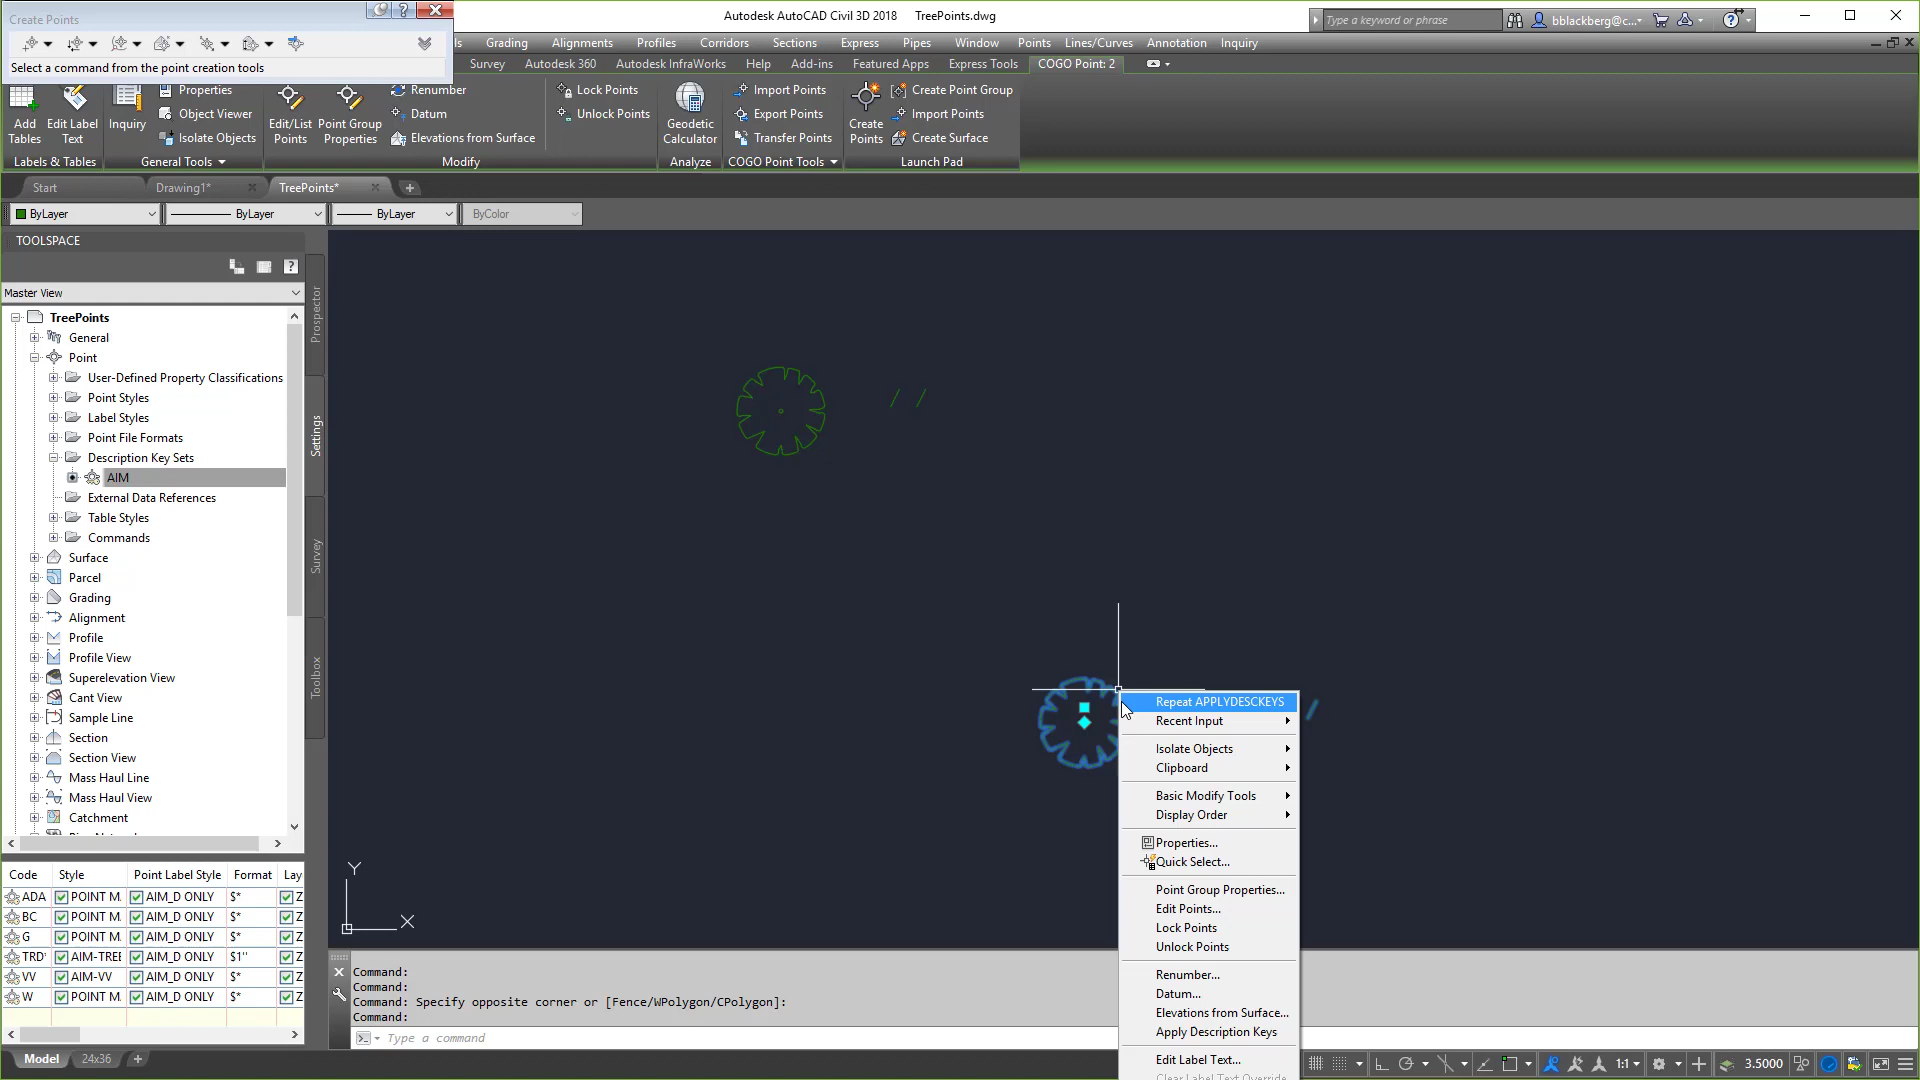 Create Points
Autodesk AutoCAD Civil 3D 2018 TreePoints.dwg
Type a keyword or phrase
bblackberg@c...
Select a command from the point creation tools
Grading Alignments Profiles Corridors Sections Express Pipes Window Points Lines/Curves Annotation Inquiry
Survey Autodesk 360 Autodesk InfraWorks Help Add-ins Featured Apps Express Tools COGO Point: 2
Add Tables
Edit Label Text
Labels & Tables
Inquiry
Properties
Object Viewer
Isolate Objects
General Tools
Edit/List Points
Point Group Properties
Renumber
Datum
Elevations from Surface
Modify
Lock Points
Unlock Points
Geodetic Calculator
Analyze
Import Points
Export Points
Transfer Points
COGO Point Tools
Create Points
Create Point Group
Import Points
Create Surface
Launch Pad
Start Drawing1* TreePoints*
ByLayer ByLayer ByLayer ByColor
TOOLSPACE
Master View
TreePoints
General
Point
User-Defined Property Classifications
Point Styles
Label Styles
Point File Formats
Description Key Sets
AIM
External Data References
Table Styles
Commands
Surface
Parcel
Grading
Alignment
Profile
Profile View
Superelevation View
Cant View
Sample Line
Section
Section View
Mass Haul Line
Mass Haul View
Catchment
Prospector
Settings
Survey
Toolbox
Code Style Point Label Style Format Lay
ADA POINT M. AIM_D ONLY $* Z
BC POINT M. AIM_D ONLY $* Z
G POINT M. AIM_D ONLY $* Z
TRD' AIM-TREE AIM_D ONLY $1'' Z
VV AIM-VV AIM_D ONLY $* Z
W POINT M. AIM_D ONLY $* Z
Y
X
Repeat APPLYDESCKEYS
Recent Input
Isolate Objects
Clipboard
Basic Modify Tools
Display Order
Properties...
Quick Select...
Point Group Properties...
Edit Points...
Lock Points
Unlock Points
Renumber...
Datum...
Elevations from Surface...
Apply Description Keys
Edit Label Text...
Clear Label Text Override
Command:
Command:
Command: Specify opposite corner or [Fence/WPolygon/CPolygon]:
Command:
Type a command
Model 24x36
1:1 3.5000